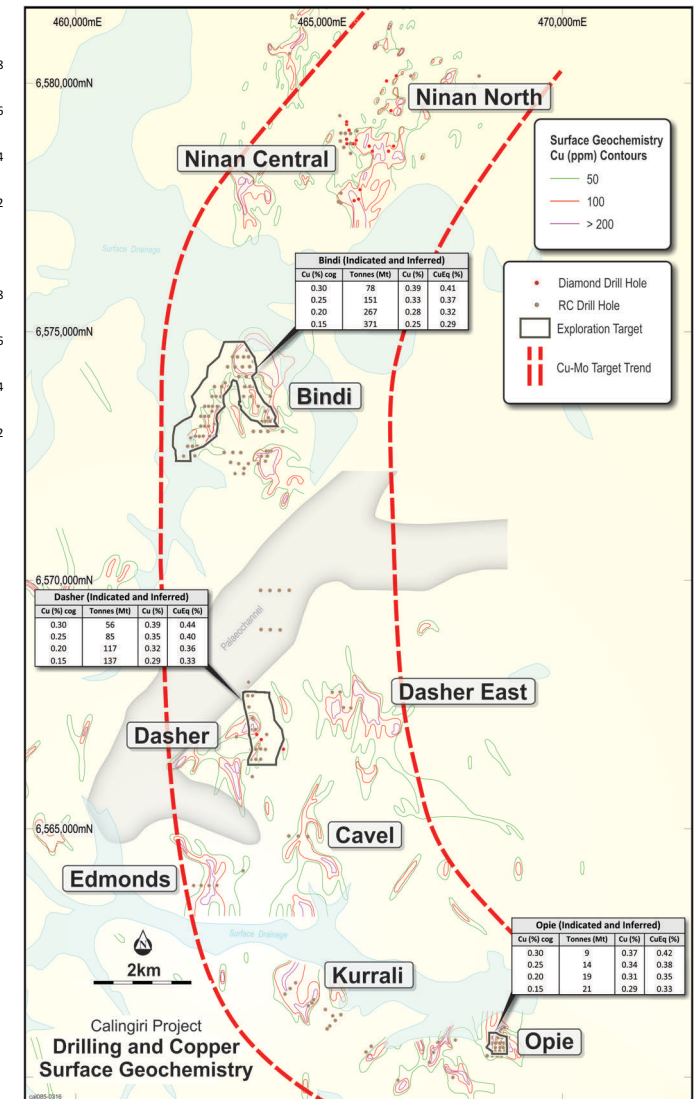 460,000mE
465,000mE
470,000mE
8
6,580,000mN
6
4
2
Ninan North
Ninan Central
Surface Geochemistry
Cu (ppm) Contours
50
100
> 200
Surface Drainage
Bindi (Indicated and Inferred)
Cu (%) cog Tonnes (Mt) Cu (%) CuEq (%)
0.30 78 0.39 0.41
0.25 151 0.33 0.37
0.20 267 0.28 0.32
0.15 371 0.25 0.29
Diamond Drill Hole
RC Drill Hole
Exploration Target
Cu-Mo Target Trend
8
6,575,000mN
6
4
2
Bindi
6,570,000mN
Dasher (Indicated and Inferred)
Cu (%) cog Tonnes (Mt) Cu (%) CuEq (%)
0.30 56 0.39 0.44
0.25 85 0.35 0.40
0.20 117 0.32 0.36
0.15 137 0.29 0.33
Palaeochannel
Dasher East
Dasher
6,565,000mN
Cavel
Edmonds
Surface Drainage
N
2km
Kurrali
Opie (Indicated and Inferred)
Cu (%) cog Tonnes (Mt) Cu (%) CuEq (%)
0.30 9 0.37 0.42
0.25 14 0.34 0.38
0.20 19 0.31 0.35
0.15 21 0.29 0.33
Opie
Calingiri Project
Drilling and Copper
Surface Geochemistry
cal085-0316